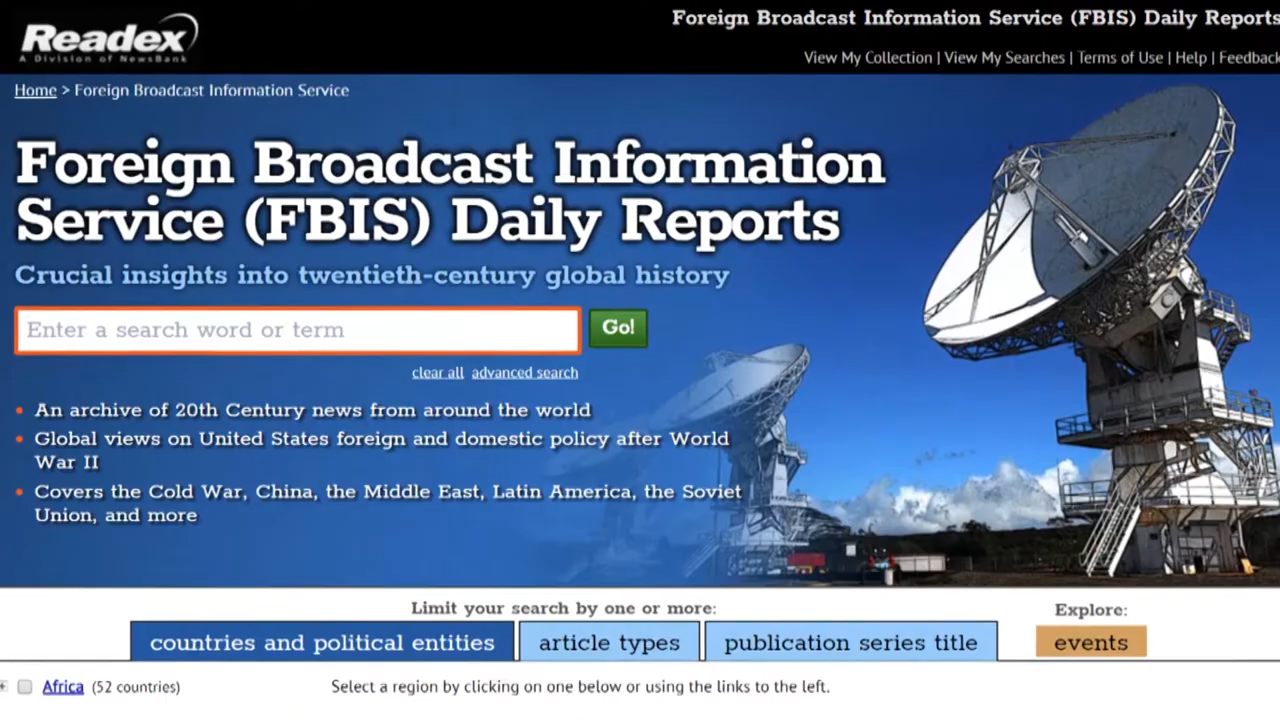 Readex
A Division of NewsBank
Foreign Broadcast Information Service (FBIS) Daily Reports
View My Collection | View My Searches | Terms of Use | Help | Feedback
Home > Foreign Broadcast Information Service
Foreign Broadcast Information
Service (FBIS) Daily Reports
Crucial insights into twentieth-century global history
Enter a search word or term
Go!
clear all advanced search
• An archive of 20th Century news from around the world
• Global views on United States foreign and domestic policy after World
War II
• Covers the Cold War, China, the Middle East, Latin America, the Soviet
Union, and more
Limit your search by one or more:
Explore:
countries and political entities
article types
publication series title
events
Africa (52 countries)
Select a region by clicking on one below or using the links to the left.